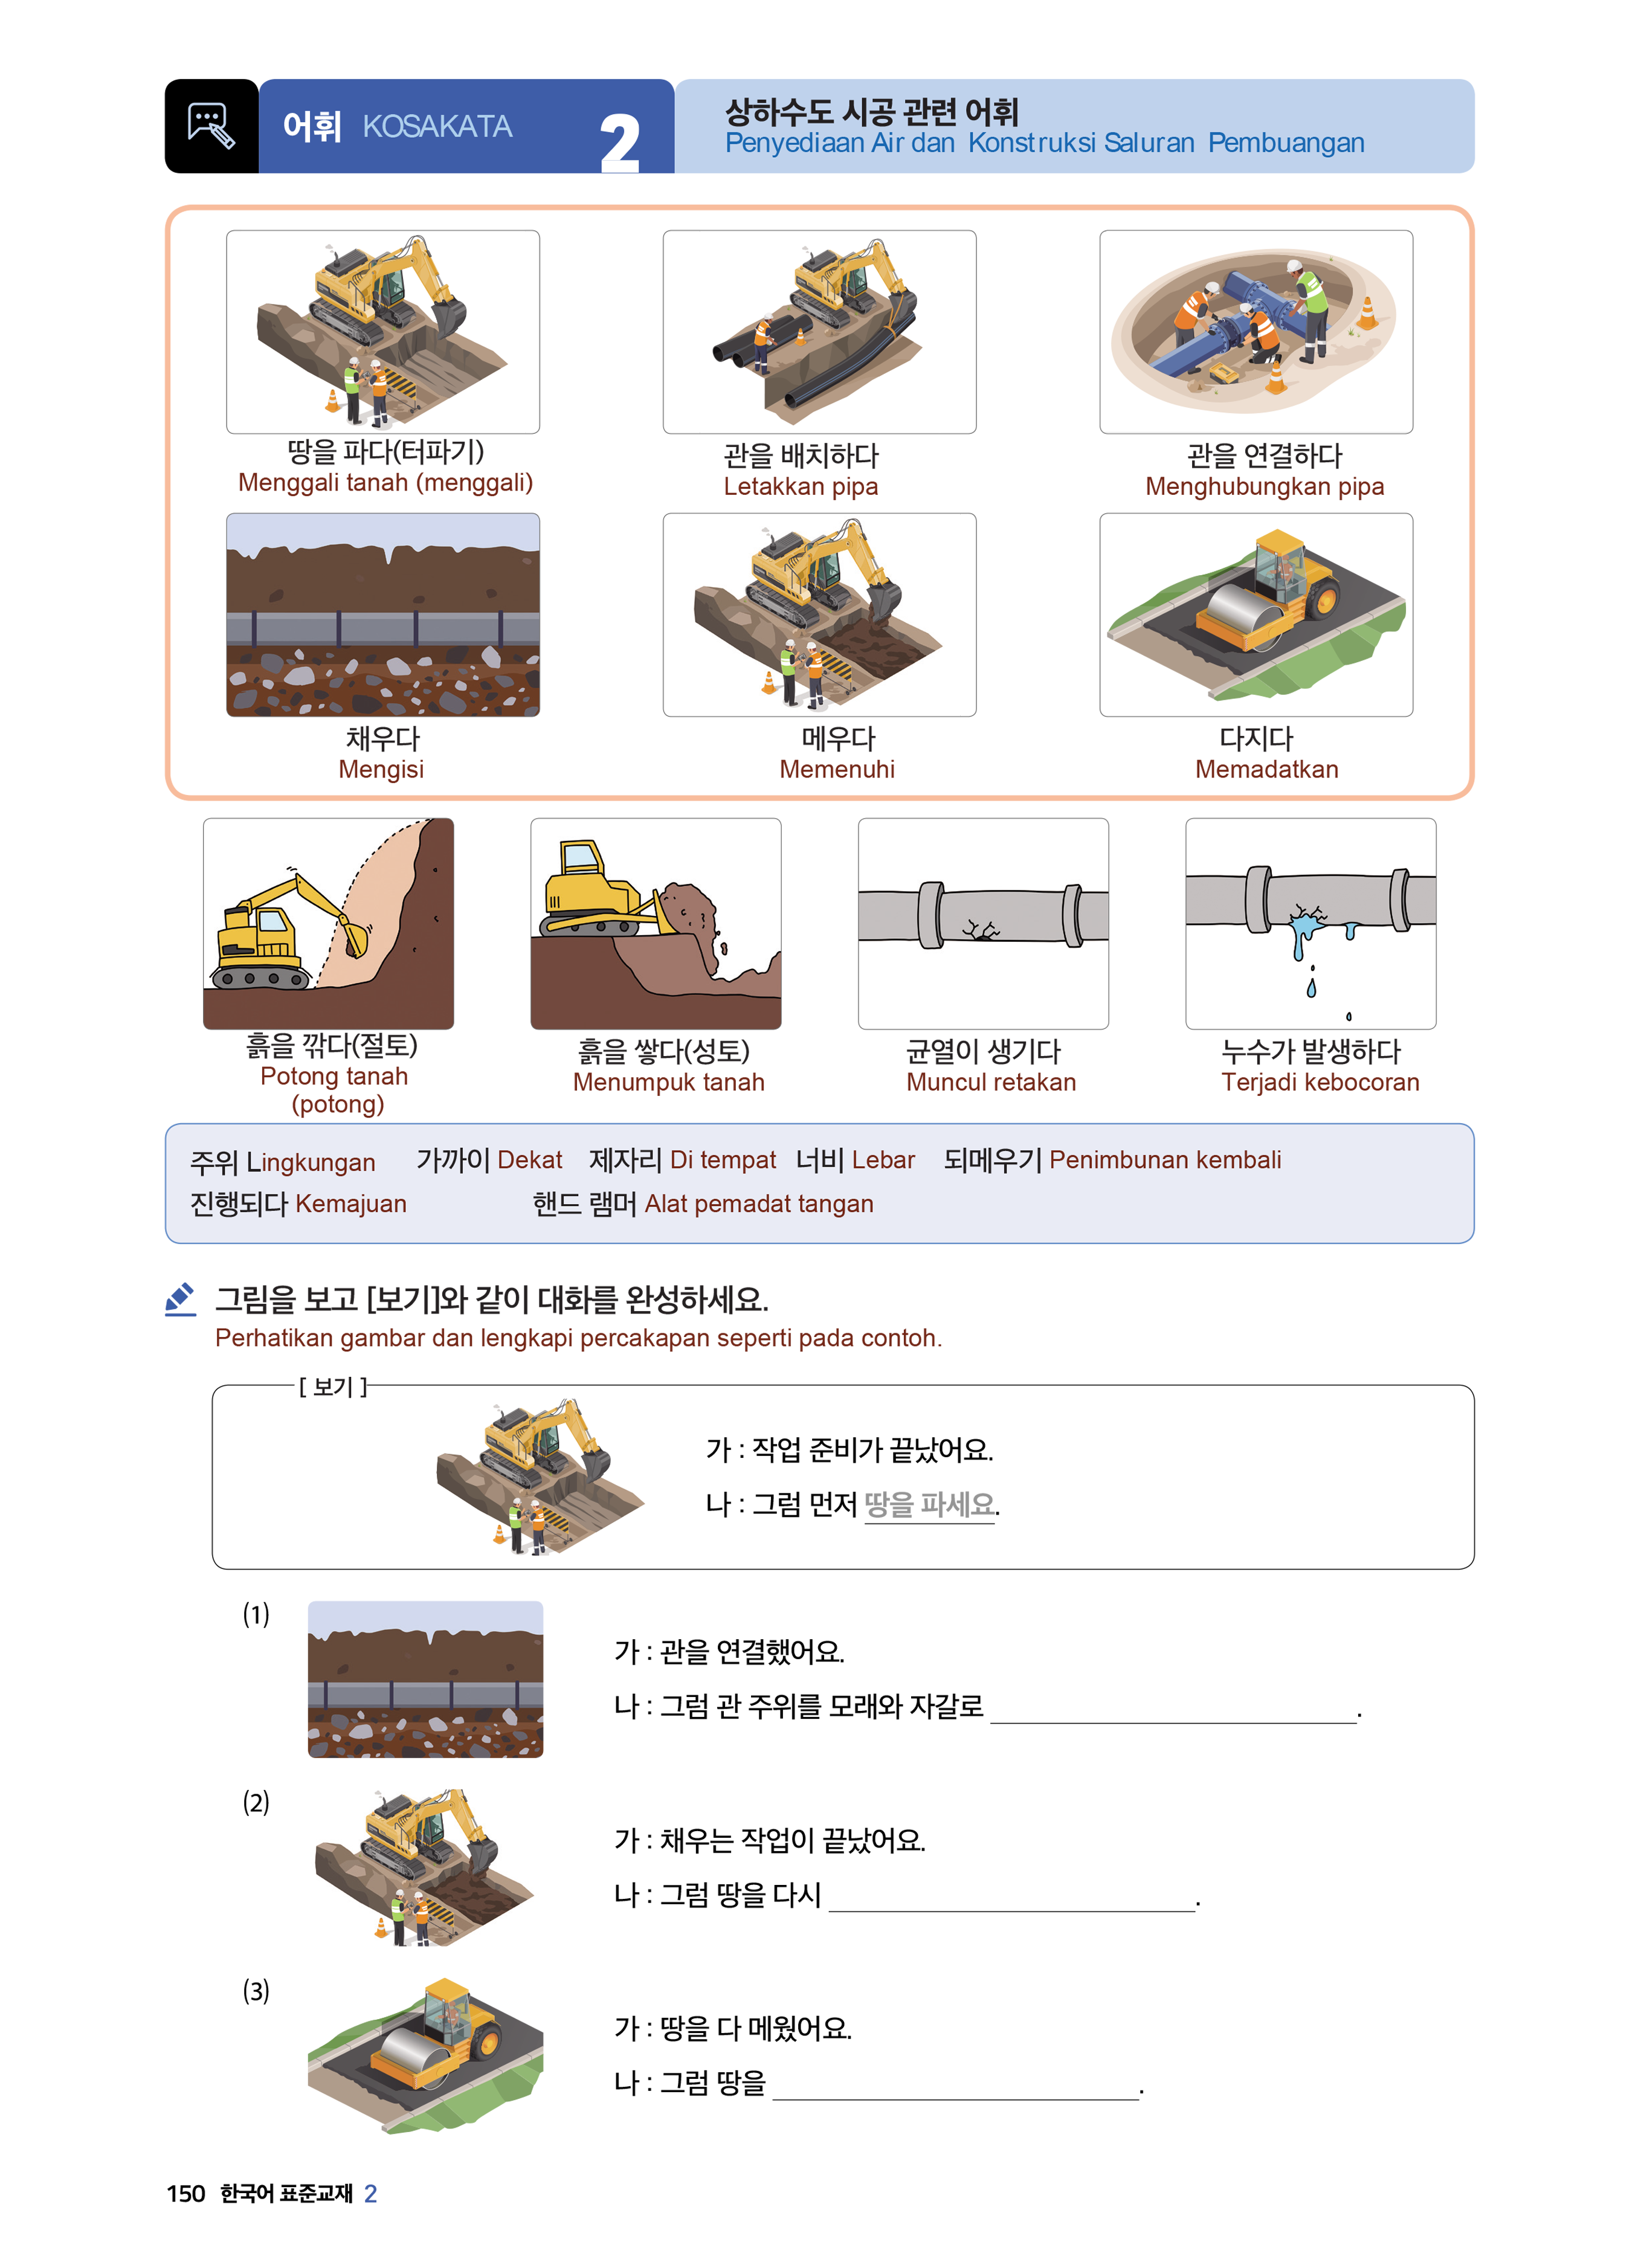 어휘 KOSAKATA 2
상하수도 시공 관련 어휘
Penyediaan Air dan Konstruksi Saluran Pembuangan
땅을 파다(터파기)
Menggali tanah (menggali)
관을 배치하다
Letakkan pipa
관을 연결하다
Menghubungkan pipa
채우다
Mengisi
메우다
Memenuhi
다지다
Memadatkan
흙을 깎다(절토)
Potong tanah
(potong)
흙을 쌓다(성토)
Menumpuk tanah
균열이 생기다
Muncul retakan
누수가 발생하다
Terjadi kebocoran
주위 Lingkungan 가까이 Dekat 제자리 Di tempat 너비 Lebar 되메우기 Penimbunan kembali
진행되다 Kemajuan 핸드 램머 Alat pemadat tangan
그림을 보고 [보기]와 같이 대화를 완성하세요.
Perhatikan gambar dan lengkapi percakapan seperti pada contoh.
[ 보기 ]
가 : 작업 준비가 끝났어요.
나 : 그럼 먼저 땅을 파세요.
(1)
가 : 관을 연결했어요.
나 : 그럼 관 주위를 모래와 자갈로 .
(2)
가 : 채우는 작업이 끝났어요.
나 : 그럼 땅을 다시 .
(3)
가 : 땅을 다 메웠어요.
나 : 그럼 땅을 .
150 한국어 표준교재 2